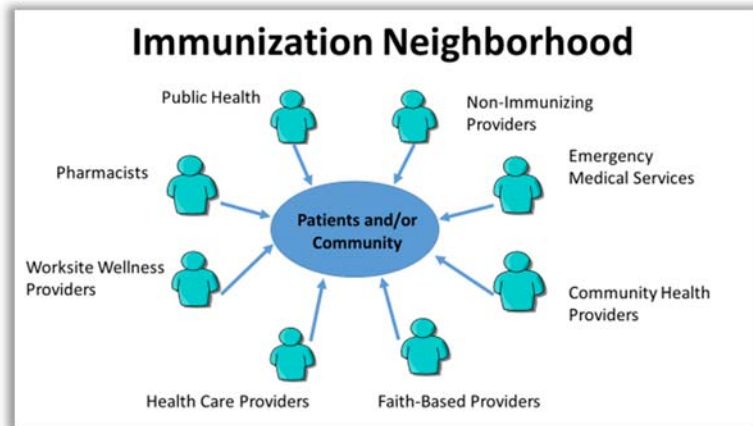 Immunization Neighborhood
Public Health
Non-Immunizing
Providers
Pharmacists
Emergency
Medical Services
Patients and/or
Community
Worksite Wellness
Providers
Community Health
Providers
Health Care Providers
Faith-Based Providers